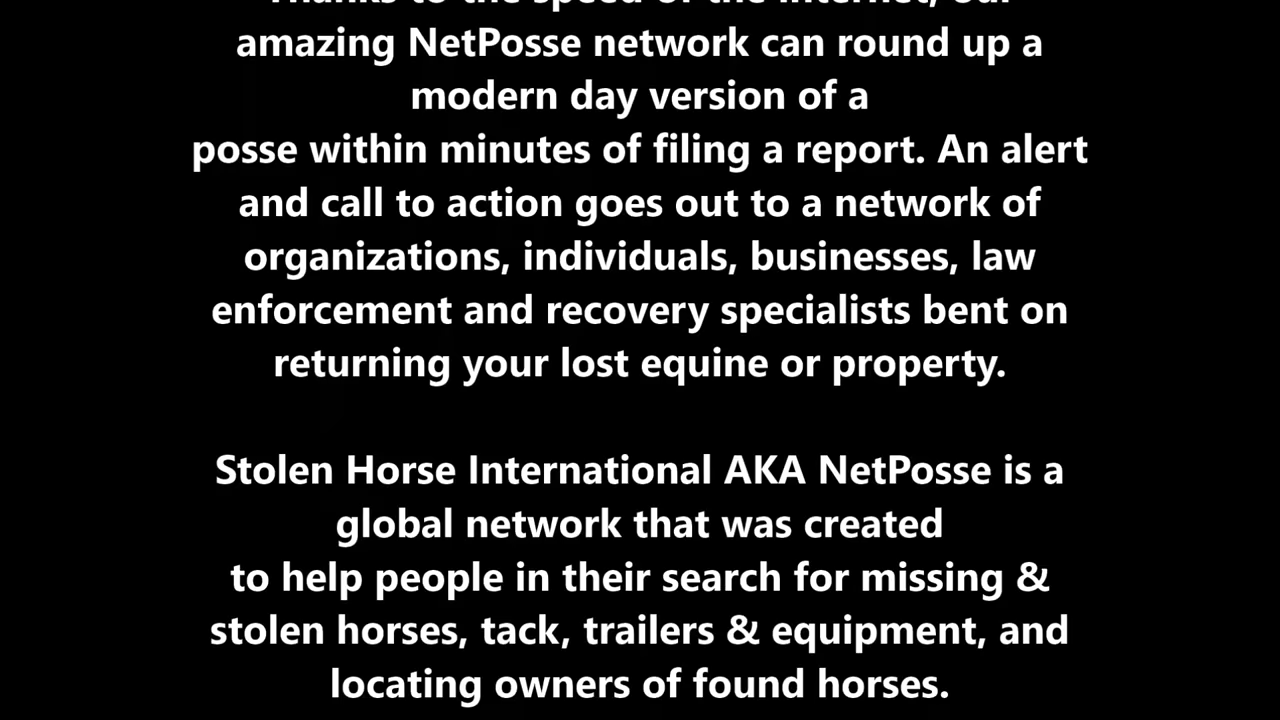 Thanks to the speed of the internet, our
amazing NetPosse network can round up a
modern day version of a
posse within minutes of filing a report. An alert
and call to action goes out to a network of
organizations, individuals, businesses, law
enforcement and recovery specialists bent on
returning your lost equine or property.
Stolen Horse International AKA NetPosse is a
global network that was created
to help people in their search for missing &
stolen horses, tack, trailers & equipment, and
locating owners of found horses.